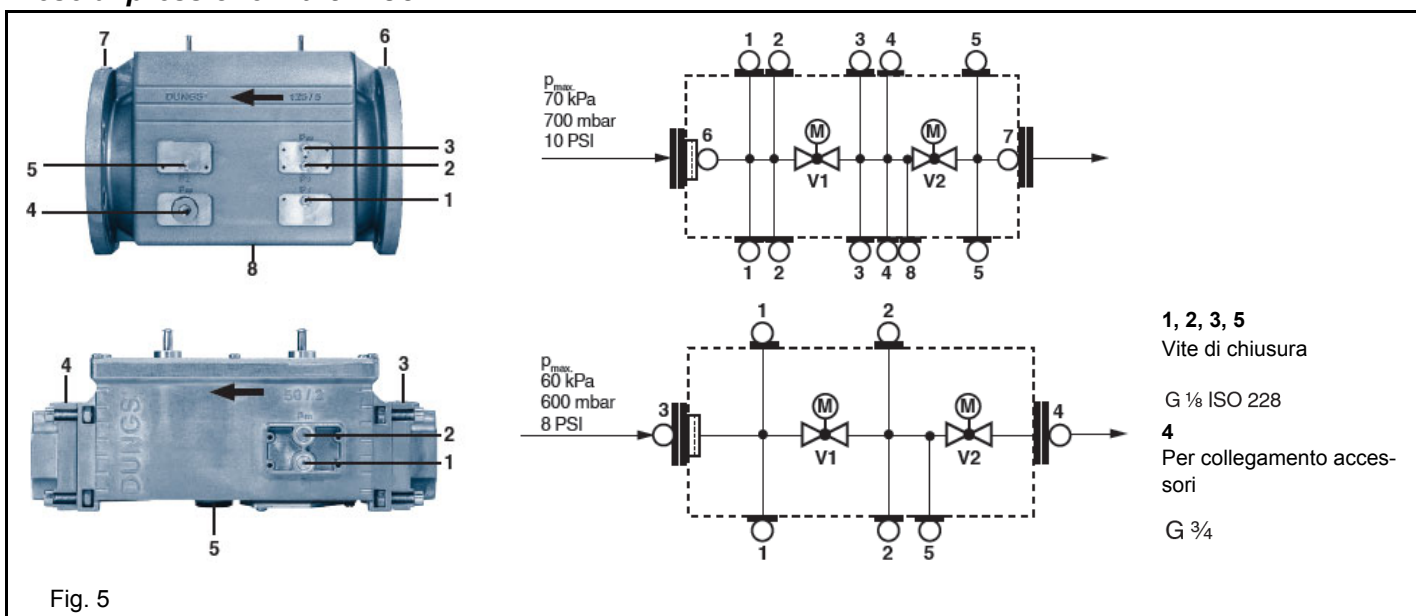 7
6
DUNGS
125 / 5
3
2
1
5
4
8
1
2
3
4
5
p max.
70 kPa
700 mbar
10 PSI
6
M
M
7
V1
V2
1
2
3
4
8
5
4
3
DUNGS
50 / 2
2
1
5
1
2
p max.
60 kPa
600 mbar
8 PSI
3
M
M
4
V1
V2
1
2
5
1, 2, 3, 5
Vite di chiusura
G ⅛ ISO 228
4
Per collegamento acces-
sori
G ¾
Fig. 5